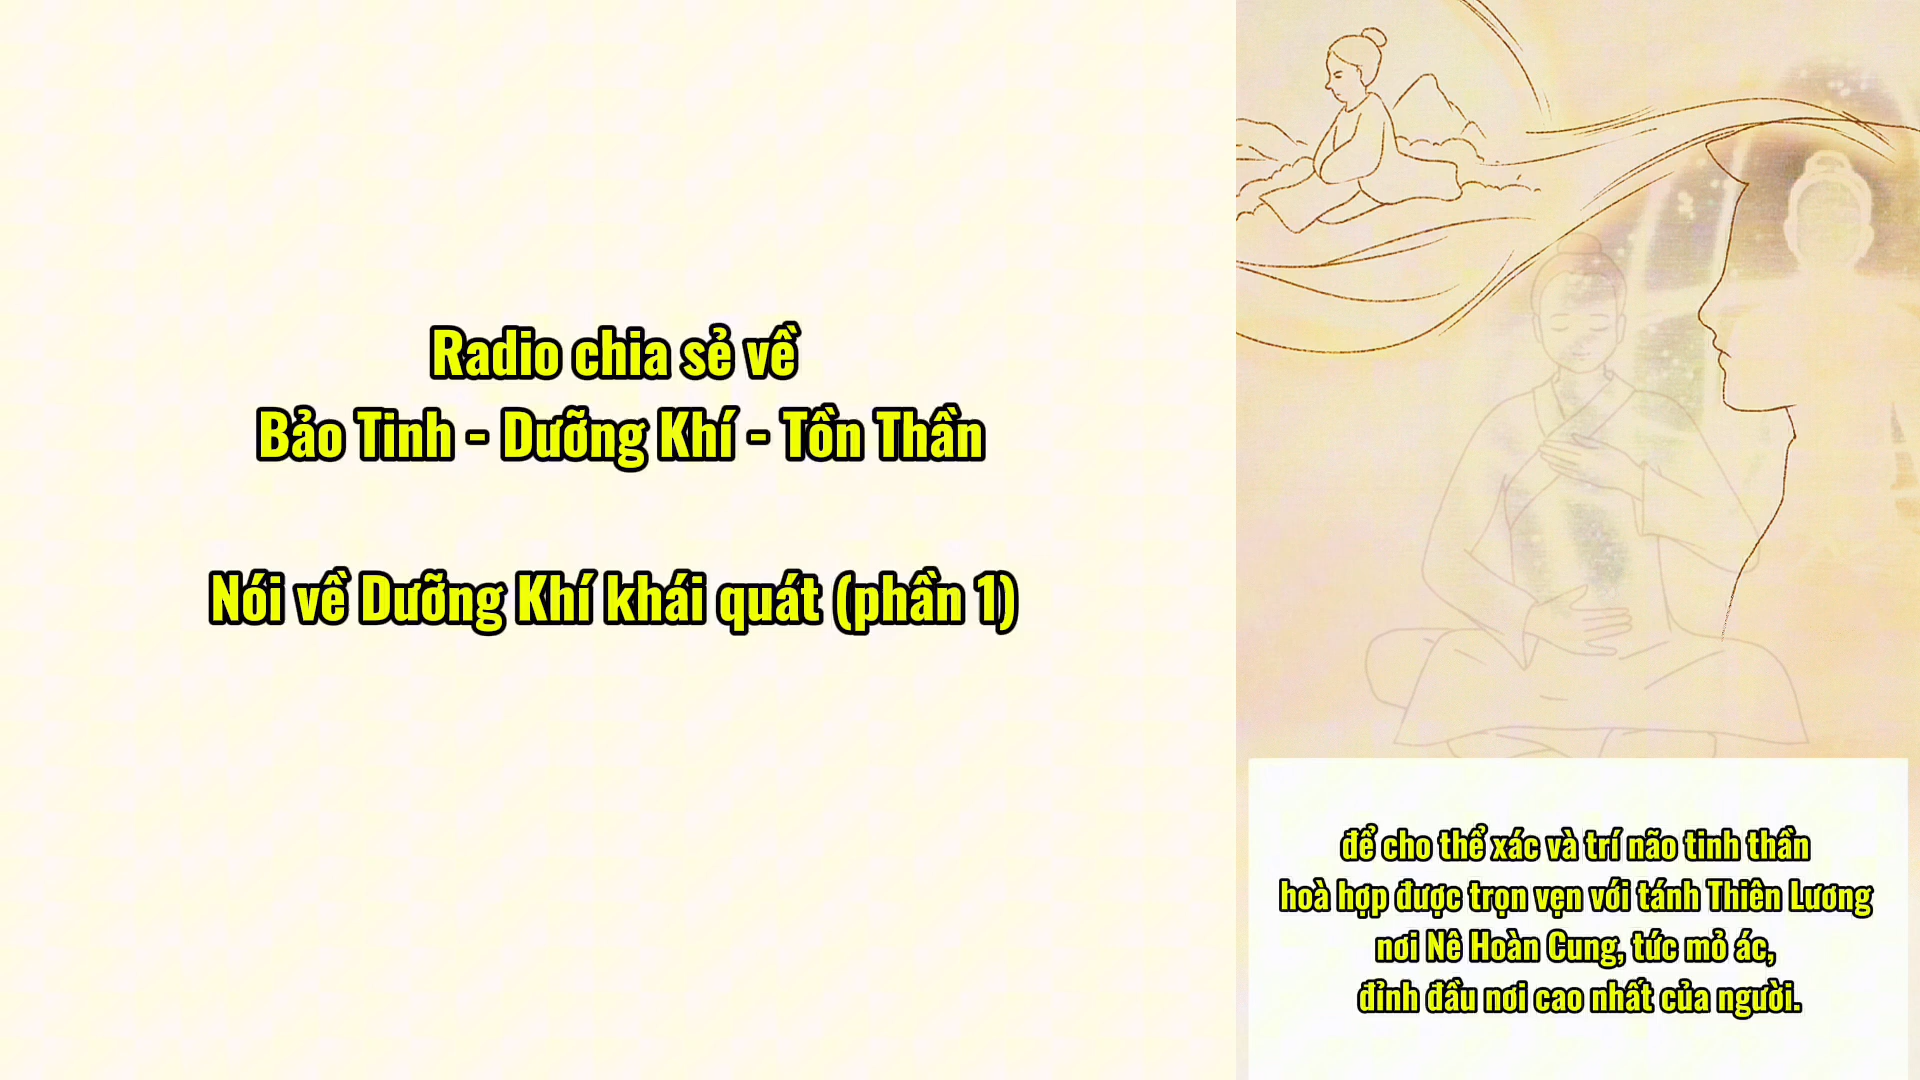 Radio chia sẻ về
Bảo Tinh - Dưỡng Khí - Tồn Thần
Nói về Dưỡng Khí khái quát (phần 1)
để cho thể xác và trí não tinh thần
hoà hợp được trọn vẹn với tánh Thiên Lương
nơi Nê Hoàn Cung, tức mỏ ác,
đỉnh đầu nơi cao nhất của người.